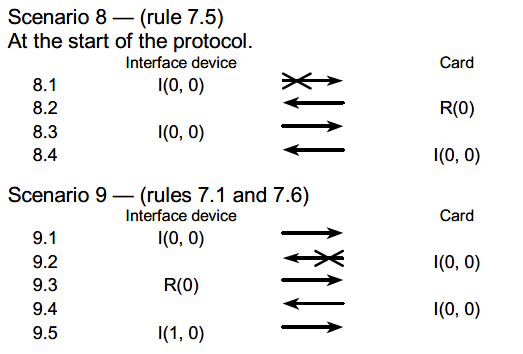 Scenario 8 — (rule 7.5)
At the start of the protocol.
Interface device Card
8.1 I(0, 0)
8.2 R(0)
8.3 I(0, 0)
8.4 I(0, 0)
Scenario 9 — (rules 7.1 and 7.6)
Interface device Card
9.1 I(0, 0)
9.2 I(0, 0)
9.3 R(0)
9.4 I(0, 0)
9.5 I(1, 0)